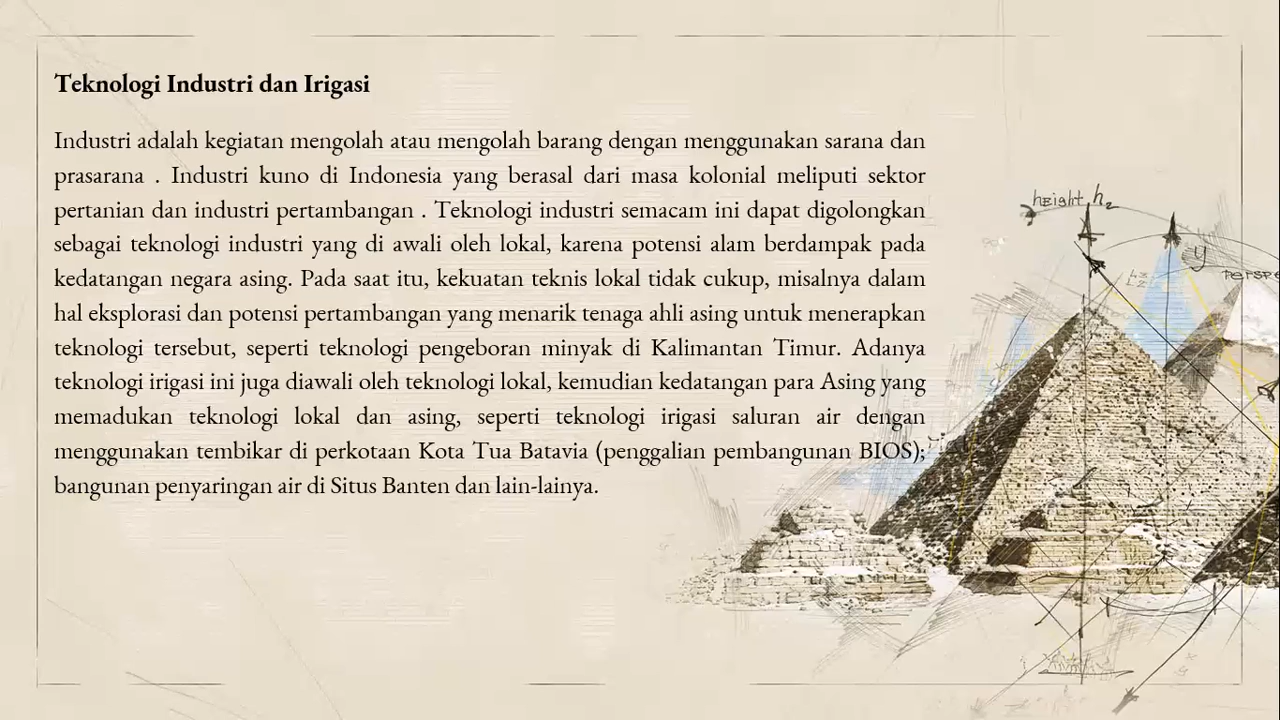 Teknologi Industri dan Irigasi
Industri adalah kegiatan mengolah atau mengolah barang dengan menggunakan sarana dan
prasarana . Industri kuno di Indonesia yang berasal dari masa kolonial meliputi sektor
pertanian dan industri pertambangan . Teknologi industri semacam ini dapat digolongkan
sebagai teknologi industri yang di awali oleh lokal, karena potensi alam berdampak pada
kedatangan negara asing. Pada saat itu, kekuatan teknis lokal tidak cukup, misalnya dalam
hal eksplorasi dan potensi pertambangan yang menarik tenaga ahli asing untuk menerapkan
teknologi tersebut, seperti teknologi pengeboran minyak di Kalimantan Timur. Adanya
teknologi irigasi ini juga diawali oleh teknologi lokal, kemudian kedatangan para Asing yang
memadukan teknologi lokal dan asing, seperti teknologi irigasi saluran air dengan
menggunakan tembikar di perkotaan Kota Tua Batavia (penggalian pembangunan BIOS);
bangunan penyaringan air di Situs Banten dan lain-lainya.
height h₂
y